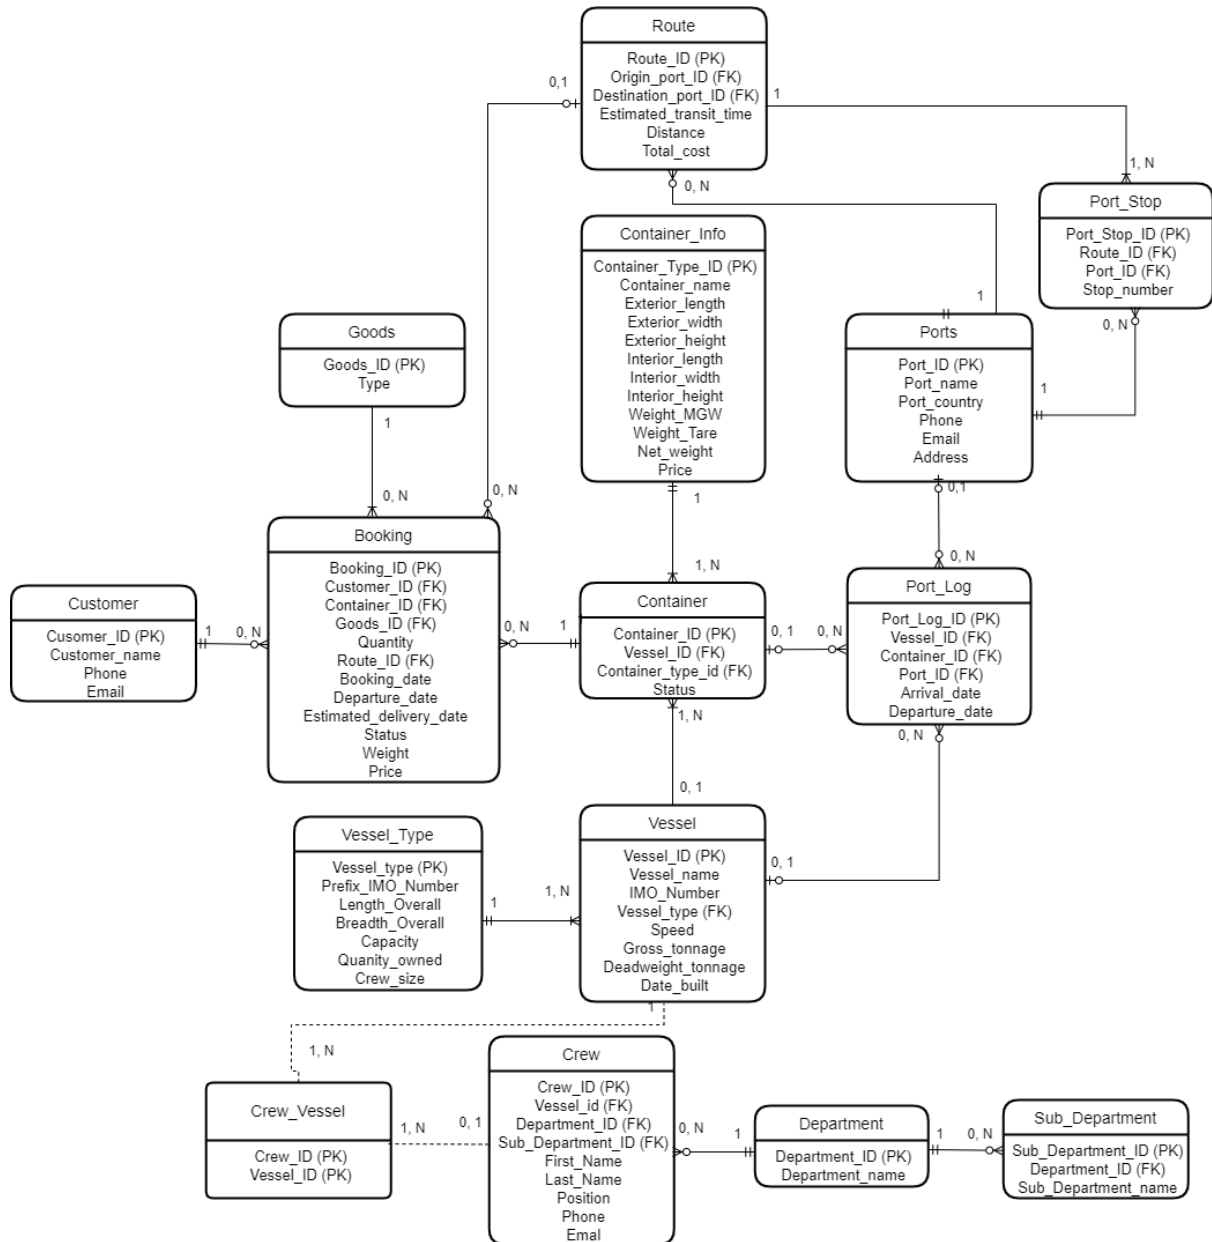 Route
Route_ID (PK)
Origin_port_ID (FK)
Destination_port_ID (FK)
Estimated_transit_time
Distance
Total_cost
0,1
1
0, N
1, N
Port_Stop
Port_Stop_ID (PK)
Route_ID (FK)
Port_ID (FK)
Stop_number
Container_Info
Container_Type_ID (PK)
Container_name
Exterior_length
Exterior_width
Exterior_height
Interior_length
Interior_width
Interior_height
Weight_MGW
Weight_Tare
Net_weight
Price
1
0, N
Goods
Goods_ID (PK)
Type
Ports
Port_ID (PK)
Port_name
Port_country
Phone
Email
Address
1
1
0, N
0, N
1
0,1
Booking
Booking_ID (PK)
Customer_ID (FK)
Container_ID (FK)
Goods_ID (FK)
Quantity
Route_ID (FK)
Booking_date
Departure_date
Estimated_delivery_date
Status
Weight
Price
1, N
0, N
Customer
Cusomer_ID (PK)
Customer_name
Phone
Email
1
0, N
0, N
1
1
Container
Container_ID (PK)
Vessel_ID (FK)
Container_type_id (FK)
Status
0, 1
0, N
Port_Log
Port_Log_ID (PK)
Vessel_ID (FK)
Container_ID (FK)
Port_ID (FK)
Arrival_date
Departure_date
1, N
0, N
0, 1
Vessel_Type
Vessel_type (PK)
Prefix_IMO_Number
Length_Overall
Breadth_Overall
Capacity
Quanity_owned
Crew_size
1
1, N
Vessel
Vessel_ID (PK)
Vessel_name
IMO_Number
Vessel_type (FK)
Speed
Gross_tonnage
Deadweight_tonnage
Date_built
0, 1
1
1, N
Crew_Vessel
Crew_ID (PK)
Vessel_ID (PK)
1, N
0, 1
Crew
Crew_ID (PK)
Vessel_id (FK)
Department_ID (FK)
Sub_Department_ID (FK)
First_Name
Last_Name
Position
Phone
Emal
0, N
1
Department
Department_ID (PK)
Department_name
1
0, N
Sub_Department
Sub_Department_ID (PK)
Department_ID (FK)
Sub_Department_name